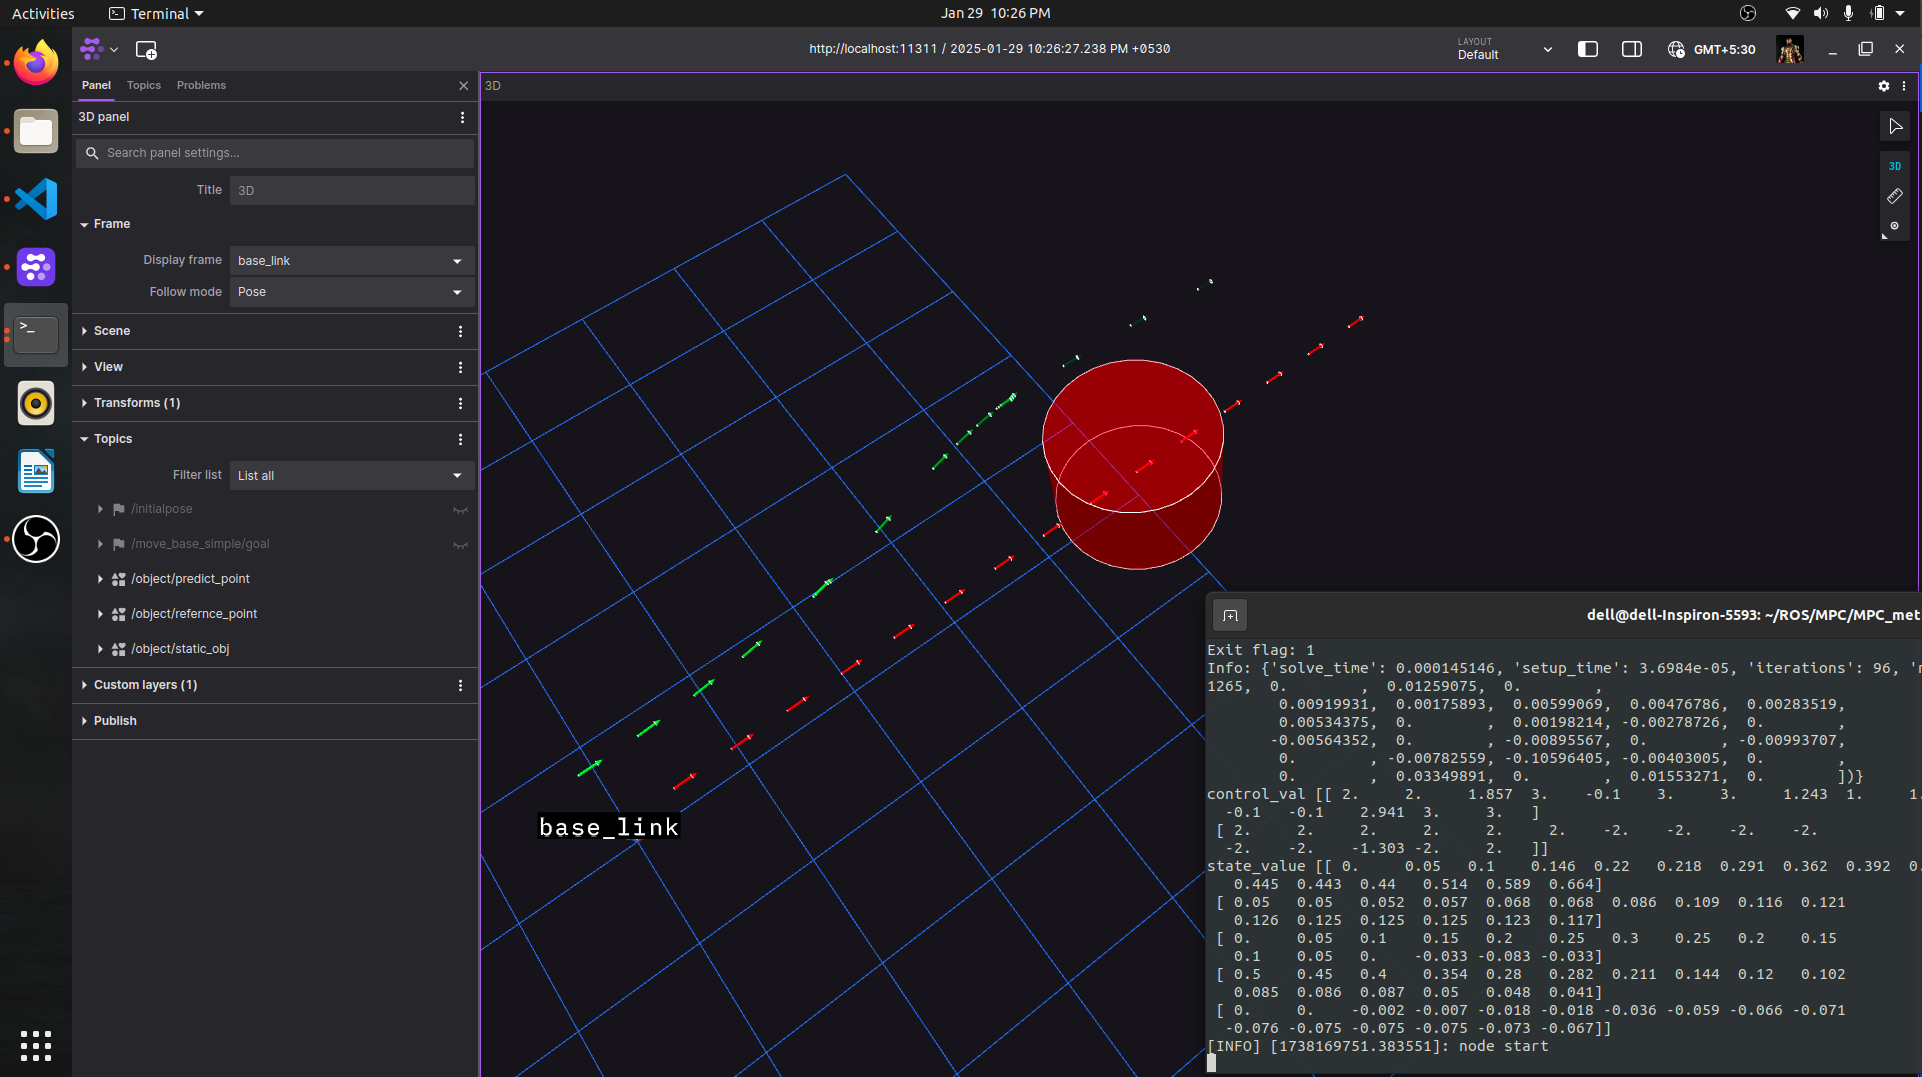 Activities
Terminal
Jan 29 10:26 PM
http://localhost:11311 / 2025-01-29 10:26:27.238 PM +0530
LAYOUT
Default
GMT+5:30
Panel Topics Problems
3D panel
Search panel settings...
Title 3D
Frame
Display frame base_link
Follow mode Pose
Scene
View
Transforms (1)
Topics
Filter list List all
/initialpose
/move_base_simple/goal
/object/predict_point
/object/refernce_point
/object/static_obj
Custom layers (1)
Publish
3D
3D
base_link
dell@dell-Inspiron-5593: ~/ROS/MPC/MPC_met
Exit flag: 1
Info: {'solve_time': 0.000145146, 'setup_time': 3.6984e-05, 'iterations': 96, '
1265, 0. , 0.01259075, 0. ,
0.00919931, 0.00175893, 0.00599069, 0.00476786, 0.00283519,
0.00534375, 0. , 0.00198214, -0.00278726, 0. ,
-0.00564352, 0. , -0.00895567, 0. , -0.00993707,
0. , -0.00782559, -0.10596405, -0.00403005, 0. ,
0. , 0.03349891, 0. , 0.01553271, 0. ])}
control_val [[ 2. 2. 1.857 3. -0.1 3. 3. 1.243 1. 1.
-0.1 -0.1 2.941 3. 3. ]
[ 2. 2. 2. 2. 2. 2. -2. -2. -2. -2.
-2. -2. -1.303 -2. 2. ]]
state_value [[ 0. 0.05 0.1 0.146 0.22 0.218 0.291 0.362 0.392 0.
0.445 0.443 0.44 0.514 0.589 0.664]
[ 0.05 0.05 0.052 0.057 0.068 0.068 0.086 0.109 0.116 0.121
0.126 0.125 0.125 0.125 0.123 0.117]
[ 0. 0.05 0.1 0.15 0.2 0.25 0.3 0.25 0.2 0.15
0.1 0.05 0. -0.033 -0.083 -0.033]
[ 0.5 0.45 0.4 0.354 0.28 0.282 0.211 0.144 0.12 0.102
0.085 0.086 0.087 0.05 0.048 0.041]
[ 0. 0. -0.002 -0.007 -0.018 -0.018 -0.036 -0.059 -0.066 -0.071
-0.076 -0.075 -0.075 -0.075 -0.073 -0.067]]
[INFO] [1738169751.383551]: node start